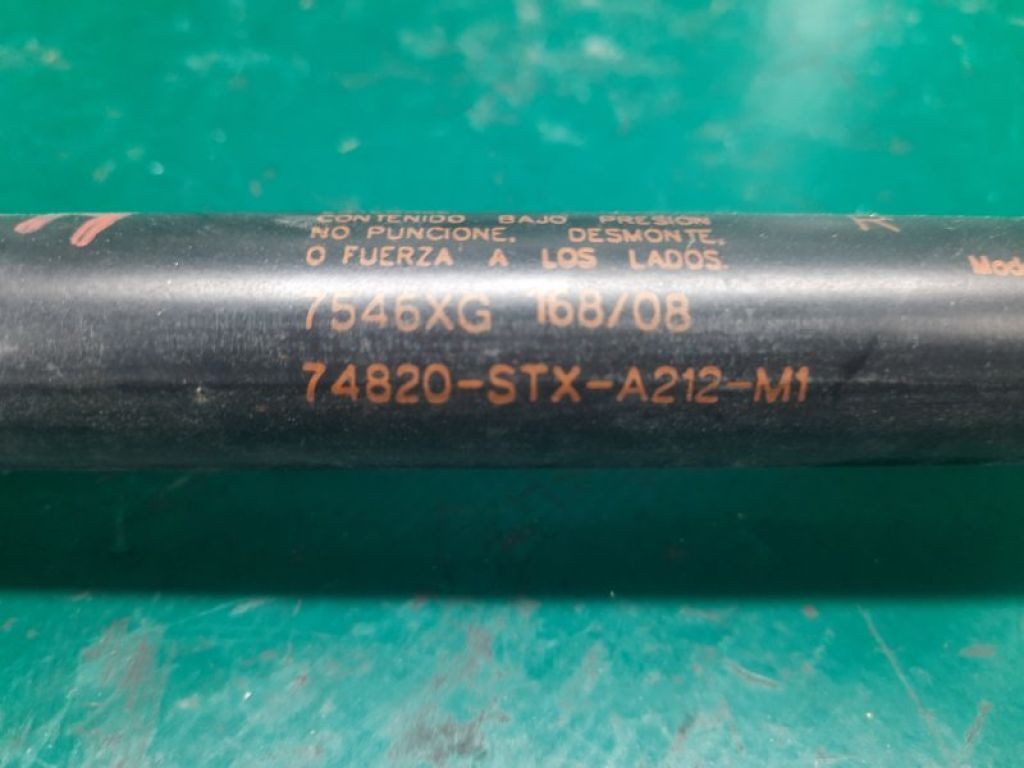 CONTENIDO BAJO PRESION
NO PUNCIONE, DESMONTE,
O FUERZA A LOS LADOS.
7546XG 168/08
74820-STX-A212-M1